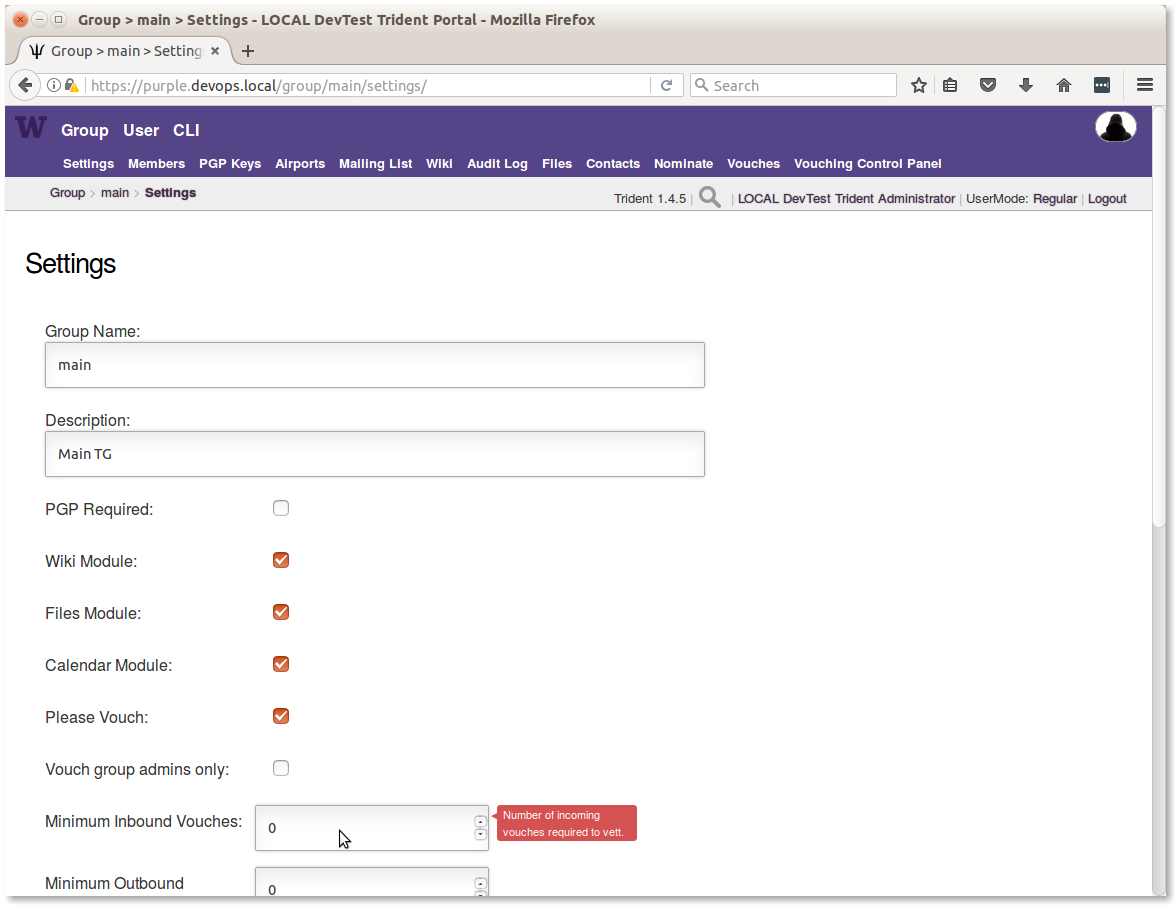 Group > main > Settings - LOCAL DevTest Trident Portal - Mozilla Firefox
Group > main > Setting
https://purple.devops.local/group/main/settings/
Search
W
Group User CLI
Settings Members PGP Keys Airports Mailing List Wiki Audit Log Files Contacts Nominate Vouches Vouching Control Panel
Group > main > Settings
Trident 1.4.5 | | LOCAL DevTest Trident Administrator | UserMode: Regular | Logout
Settings
Group Name:
main
Description:
Main TG
PGP Required:
Wiki Module:
Files Module:
Calendar Module:
Please Vouch:
Vouch group admins only:
Minimum Inbound Vouches:
0
Number of incoming
vouches required to vett.
Minimum Outbound
0